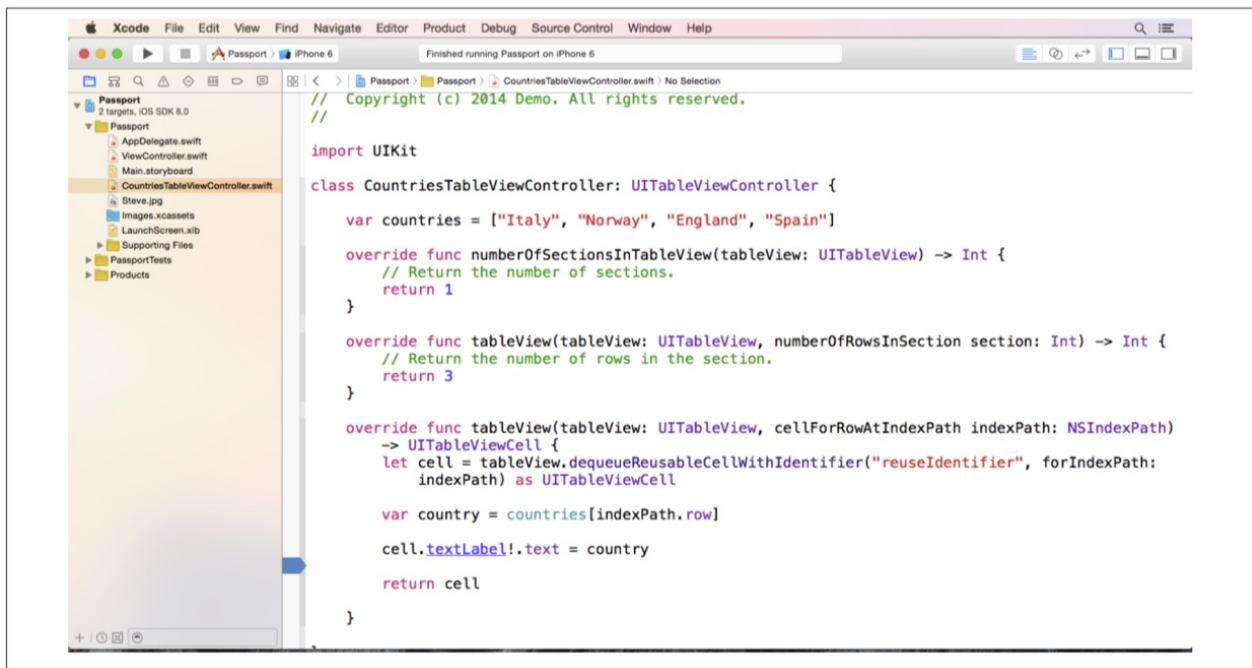 Xcode File Edit View Find Navigate Editor Product Debug Source Control Window Help
Passport iPhone 6 Finished running Passport on iPhone 6
Passport Passport CountriesTableViewController.swift No Selection
Passport
2 targets, iOS SDK 8.0
Passport
AppDelegate.swift
ViewController.swift
Main.storyboard
CountriesTableViewController.swift
Steve.jpg
Images.xcassets
LaunchScreen.xib
Supporting Files
PassportTests
Products
// Copyright (c) 2014 Demo. All rights reserved.
//
import UIKit
class CountriesTableViewController: UITableViewController {
var countries = ["Italy", "Norway", "England", "Spain"]
override func numberOfSectionsInTableView(tableView: UITableView) -> Int {
// Return the number of sections.
return 1
}
override func tableView(tableView: UITableView, numberOfRowsInSection section: Int) -> Int {
// Return the number of rows in the section.
return 3
}
override func tableView(tableView: UITableView, cellForRowAtIndexPath indexPath: NSIndexPath)
-> UITableViewCell {
let cell = tableView.dequeueReusableCellWithIdentifier("reuseIdentifier", forIndexPath:
indexPath) as UITableViewCell
var country = countries[indexPath.row]
cell.textLabel!.text = country
return cell
}